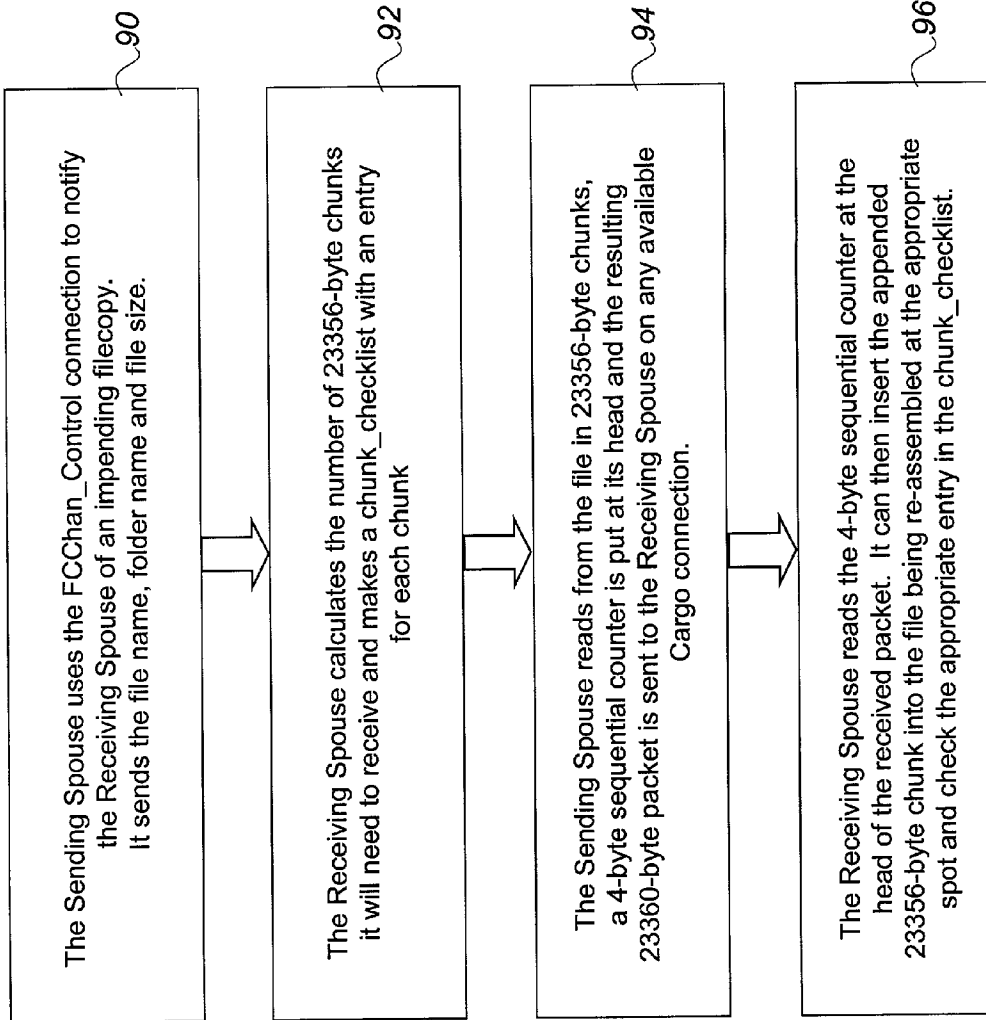 The Sending Spouse uses the FCChan_Control connection to notify
the Receiving Spouse of an impending filecopy.
It sends the file name, folder name and file size.
90
The Receiving Spouse calculates the number of 23356-byte chunks
it will need to receive and makes a chunk_checklist with an entry
for each chunk
92
The Sending Spouse reads from the file in 23356-byte chunks,
a 4-byte sequential counter is put at its head and the resulting
23360-byte packet is sent to the Receiving Spouse on any available
Cargo connection.
94
The Receiving Spouse reads the 4-byte sequential counter at the
head of the received packet. It can then insert the appended
23356-byte chunk into the file being re-assembled at the appropriate
spot and check the appropriate entry in the chunk_checklist.
96